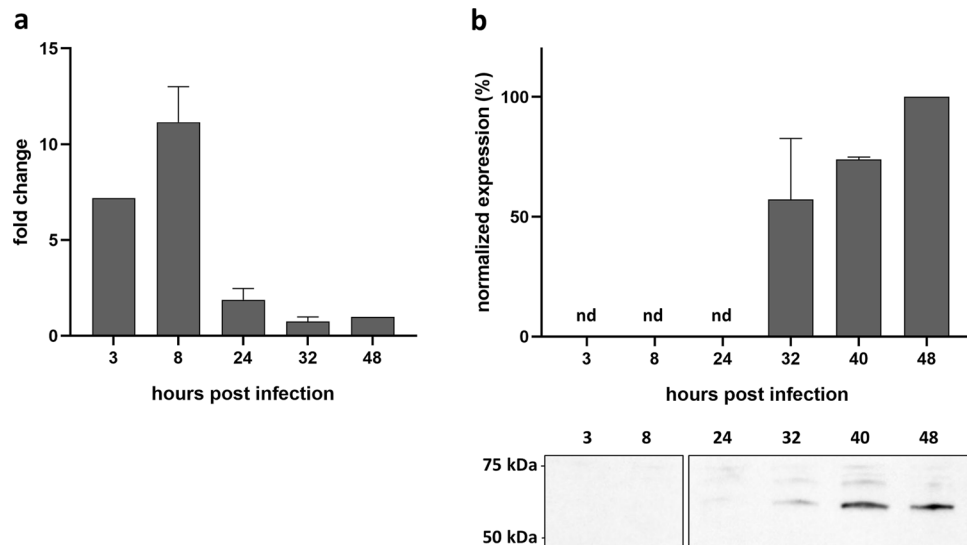 a
fold change
15
10
5
0
3 8 24 32 48
hours post infection
b
normalized expression (%)
100
50
0
nd nd nd
3 8 24 32 40 48
hours post infection
3 8 24 32 40 48
75 kDa
50 kDa